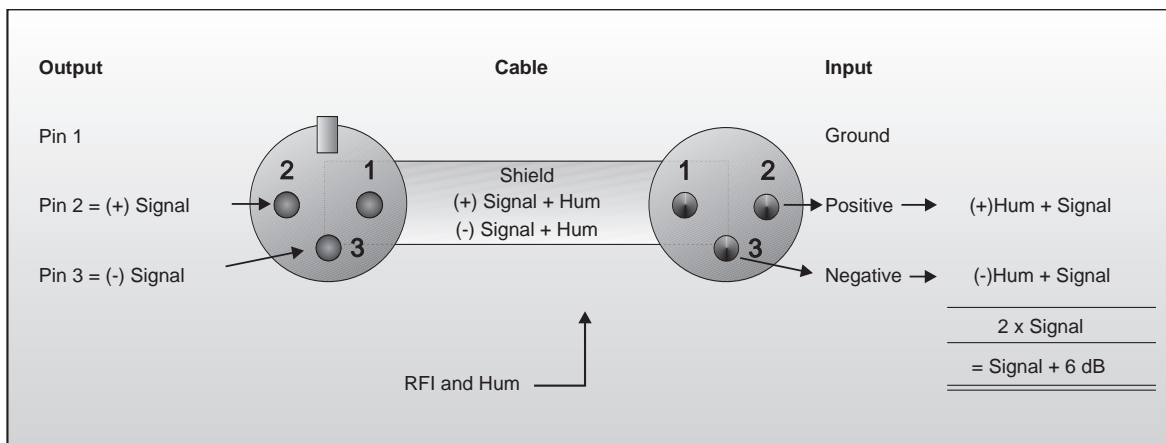 Output
Cable
Input
Pin 1
Ground
2
1
1
2
Shield
(+) Signal + Hum
(-) Signal + Hum
Pin 2 = (+) Signal
Positive
(+)Hum + Signal
3
3
Pin 3 = (-) Signal
Negative
(-)Hum + Signal
2 x Signal
= Signal + 6 dB
RFI and Hum